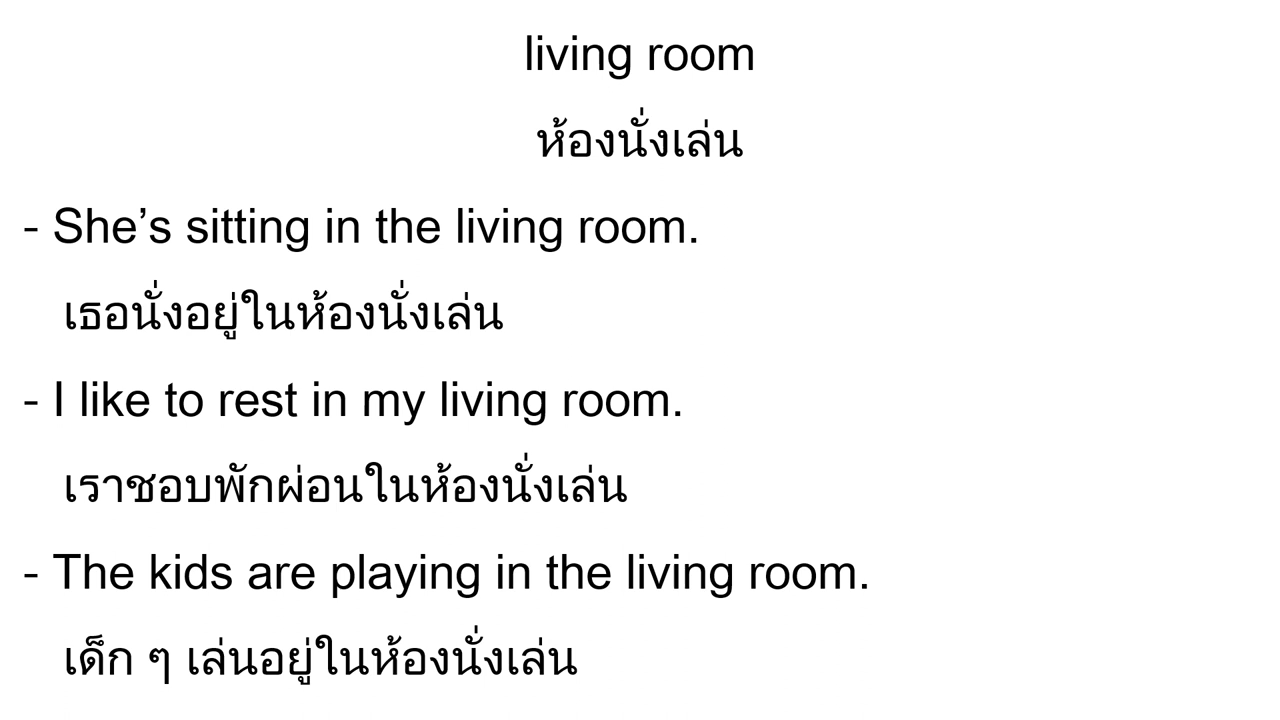 living room
ห้องนั่งเล่น
- She’s sitting in the living room.
เธอนั่งอยู่ในห้องนั่งเล่น
- I like to rest in my living room.
เราชอบพักผ่อนในห้องนั่งเล่น
- The kids are playing in the living room.
เด็ก ๆ เล่นอยู่ในห้องนั่งเล่น